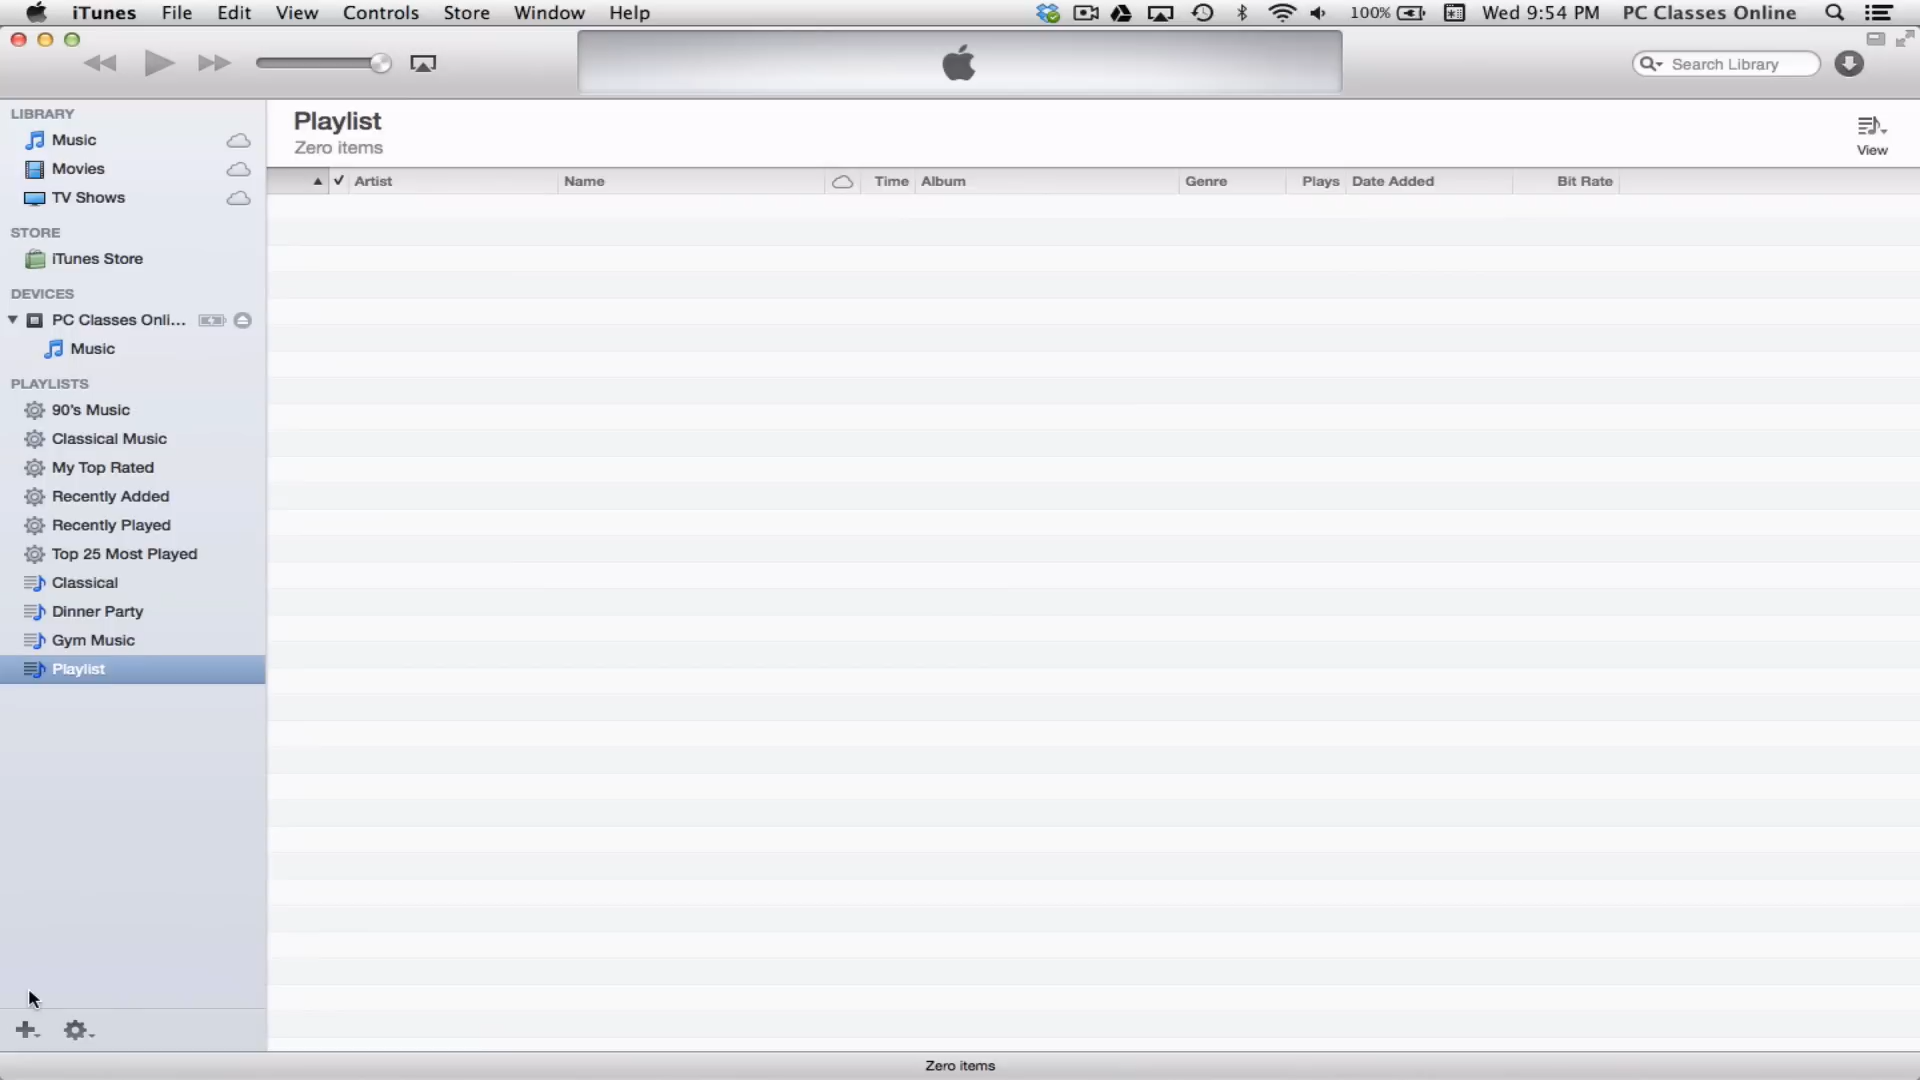 iTunes File Edit View Controls Store Window Help 100% Wed 9:54 PM PC Classes Online
Search Library
LIBRARY
Music
Movies
TV Shows
STORE
iTunes Store
DEVICES
PC Classes Onli...
Music
PLAYLISTS
90's Music
Classical Music
My Top Rated
Recently Added
Recently Played
Top 25 Most Played
Classical
Dinner Party
Gym Music
Playlist
Playlist
Zero items
View
Artist Name Time Album Genre Plays Date Added Bit Rate
Zero items